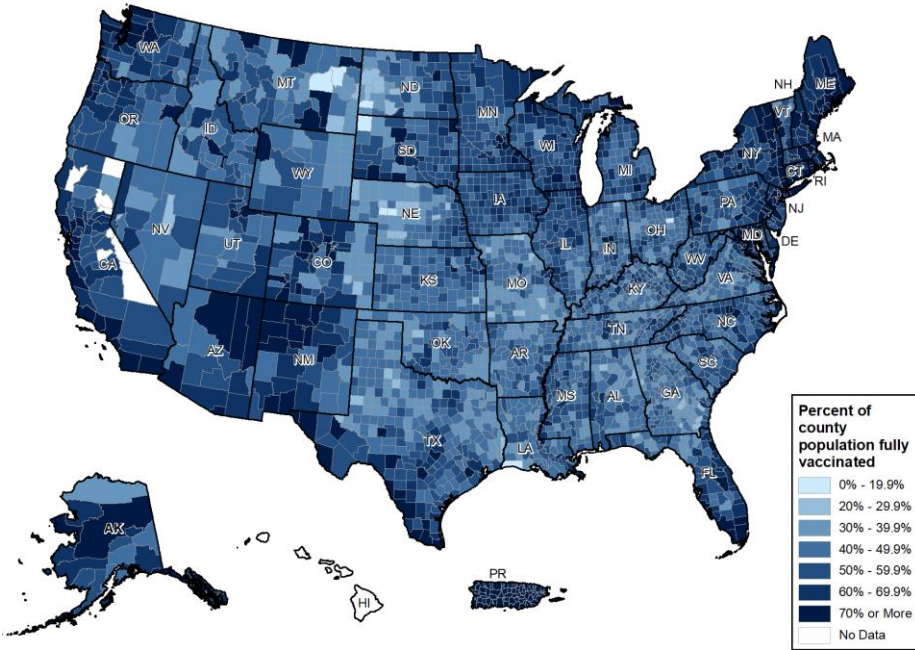 WA
MT
ND
MN
OR
ID
WY
SD
WI
MI
NH
VT
ME
NY
MA
CT
RI
NE
IA
PA
NJ
NV
UT
CO
KS
MO
IL
IN
OH
WV
MD
DE
VA
CA
KY
AZ
NM
OK
AR
TN
NC
SC
TX
LA
MS
AL
GA
FL
AK
HI
PR
Percent of
county
population fully
vaccinated
0% - 19.9%
20% - 29.9%
30% - 39.9%
40% - 49.9%
50% - 59.9%
60% - 69.9%
70% or More
No Data